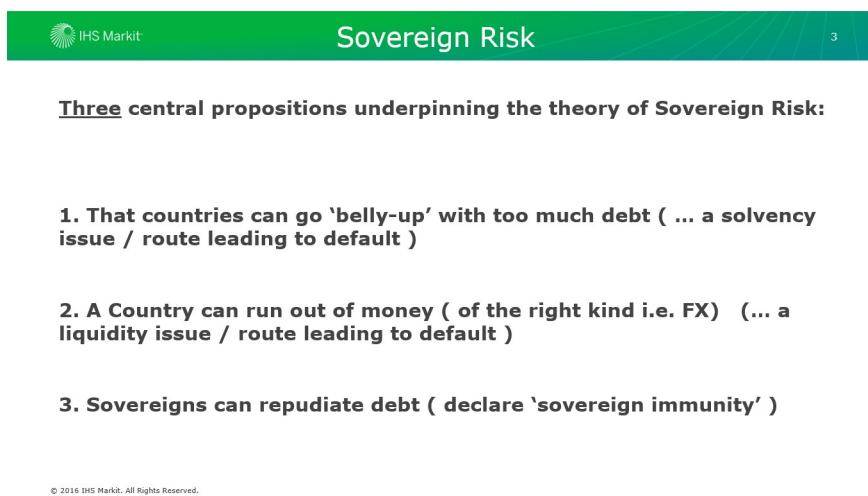 IHS Markit
Sovereign Risk
3
Three central propositions underpinning the theory of Sovereign Risk:
1. That countries can go ‘belly-up’ with too much debt ( … a solvency
issue / route leading to default )
2. A Country can run out of money ( of the right kind i.e. FX)   (… a
liquidity issue / route leading to default )
3. Sovereigns can repudiate debt ( declare ‘sovereign immunity’ )
© 2016 IHS Markit. All Rights Reserved.